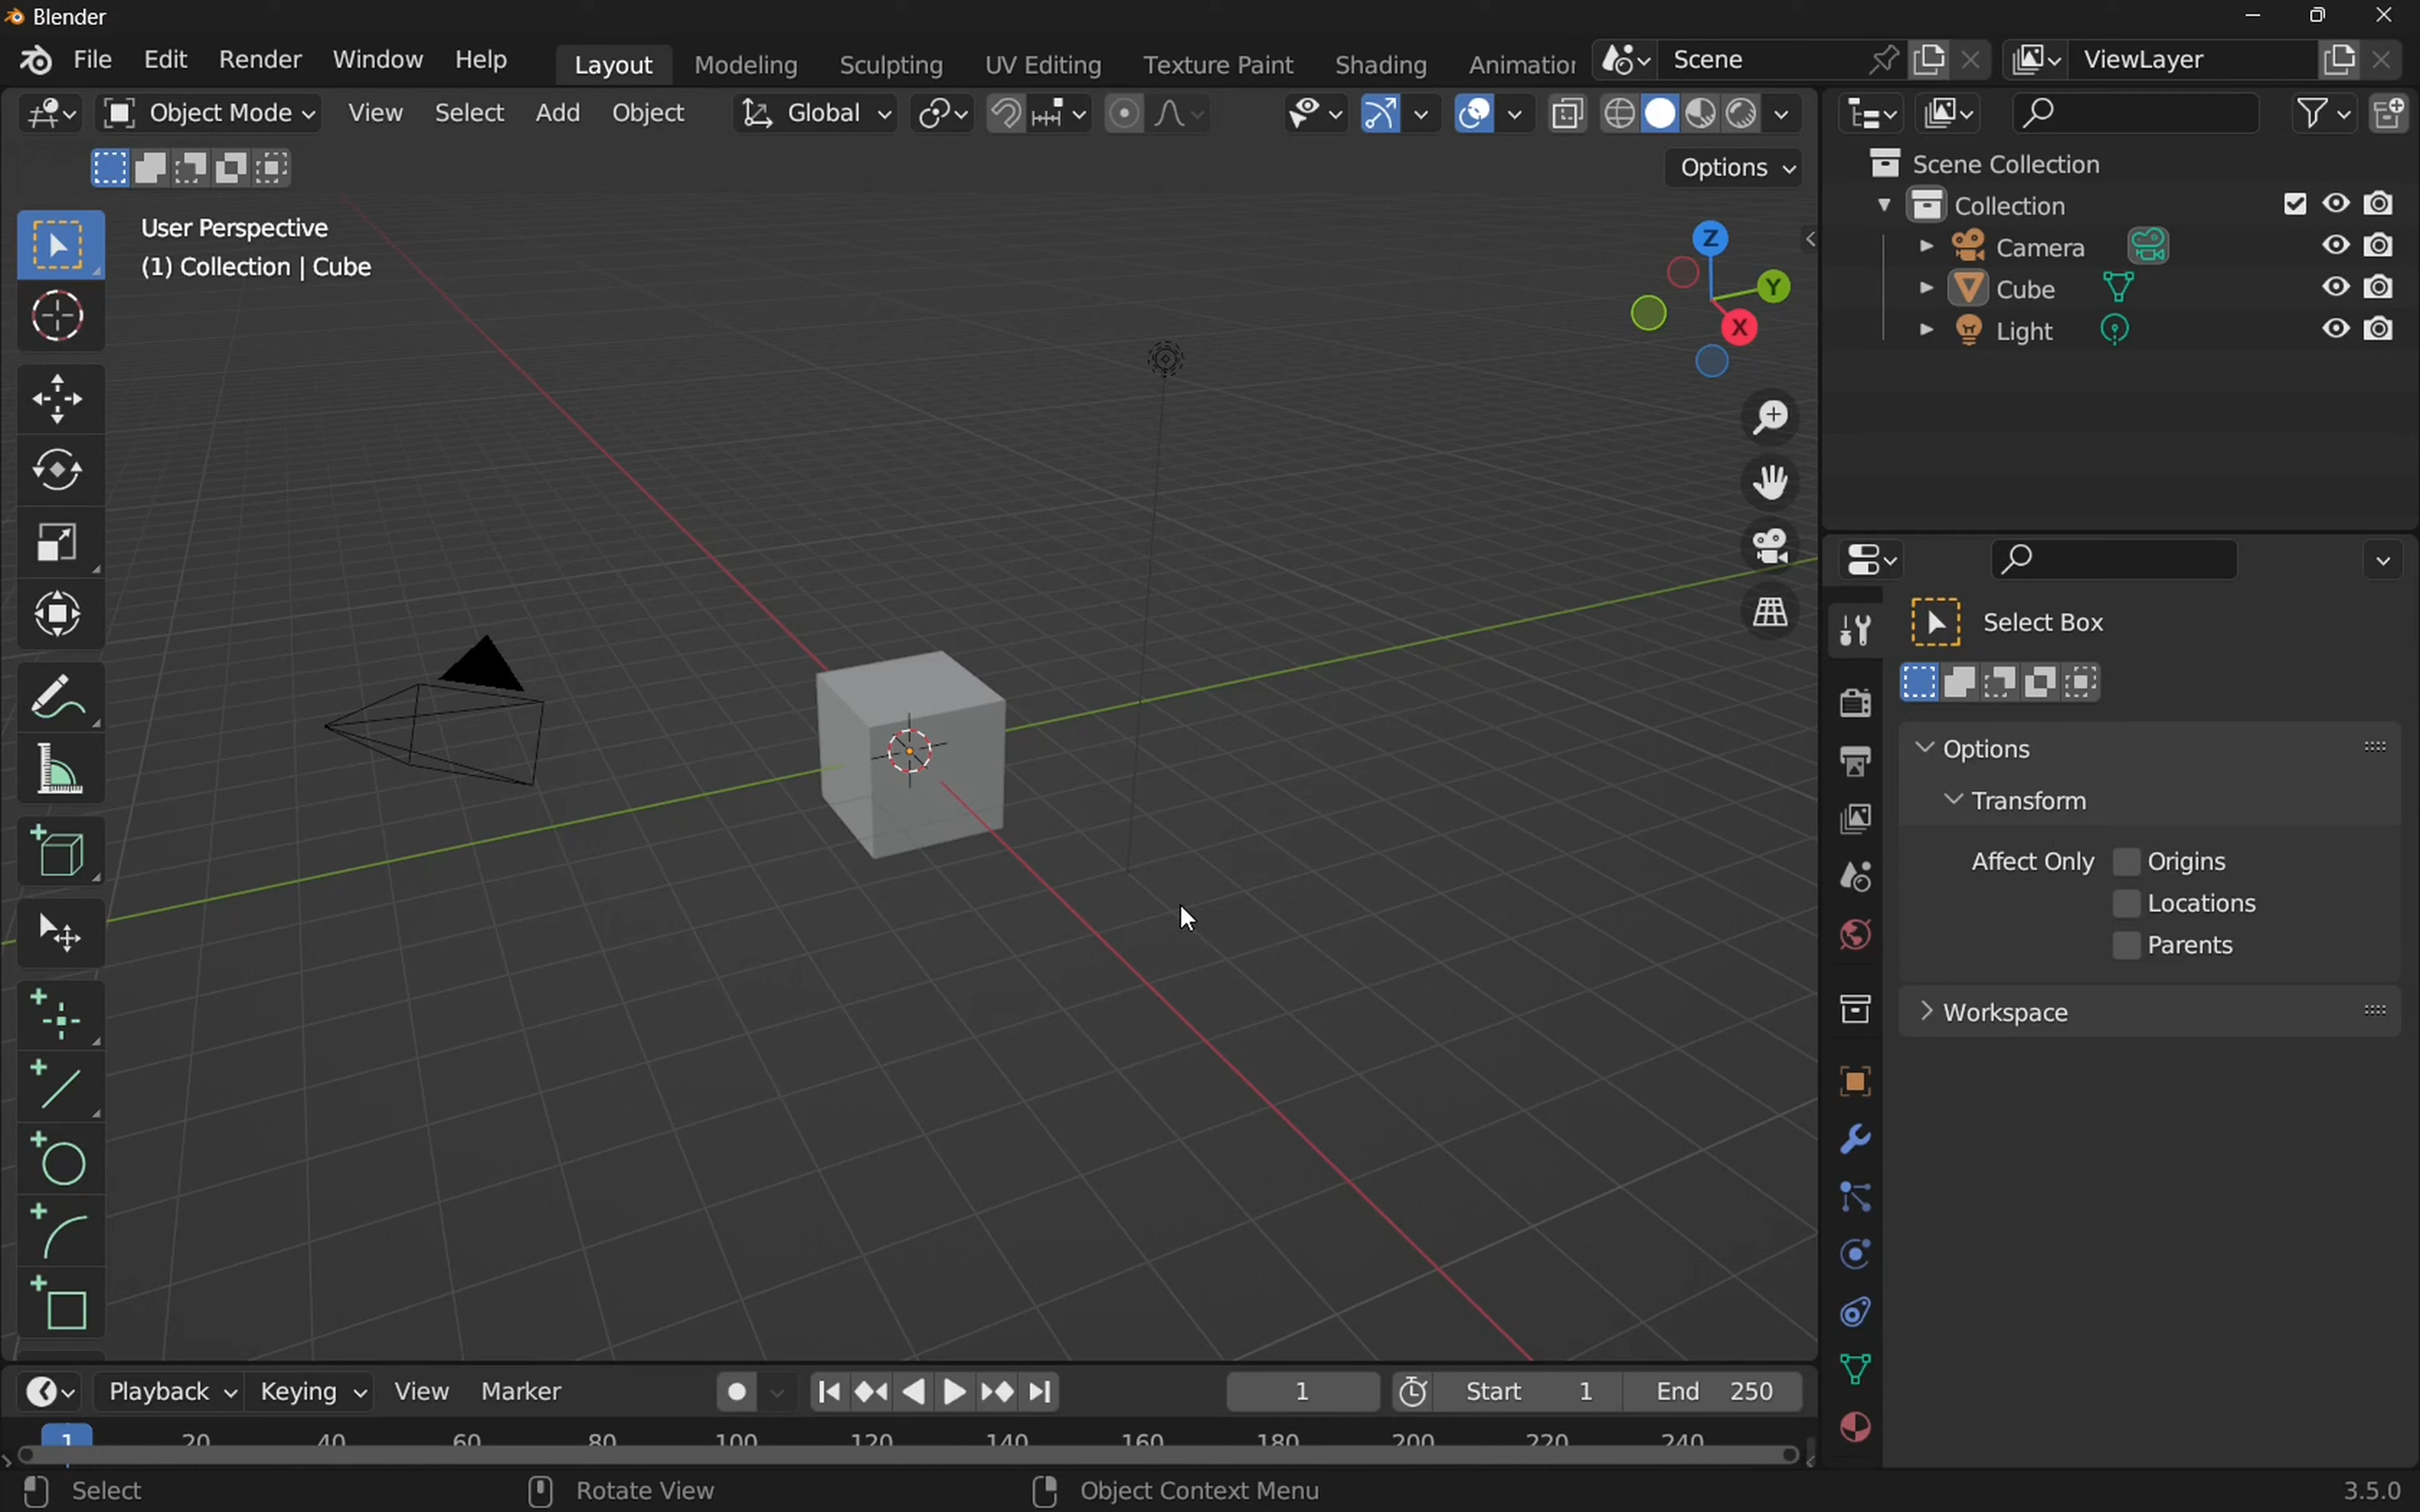 Blender
File Edit Render Window Help Layout Modeling Sculpting UV Editing Texture Paint Shading Animation Scene ViewLayer
Object Mode View Select Add Object Global
Options
User Perspective
(1) Collection | Cube
Z
Y
X
Scene Collection
Collection
Camera
Cube
Light
Select Box
Options
Transform
Affect Only Origins
Locations
Parents
Workspace
Playback Keying View Marker 1 Start 1 End 250
1 20 40 60 80 100 120 140 160 180 200 220 240
Select Rotate View Object Context Menu 3.5.0